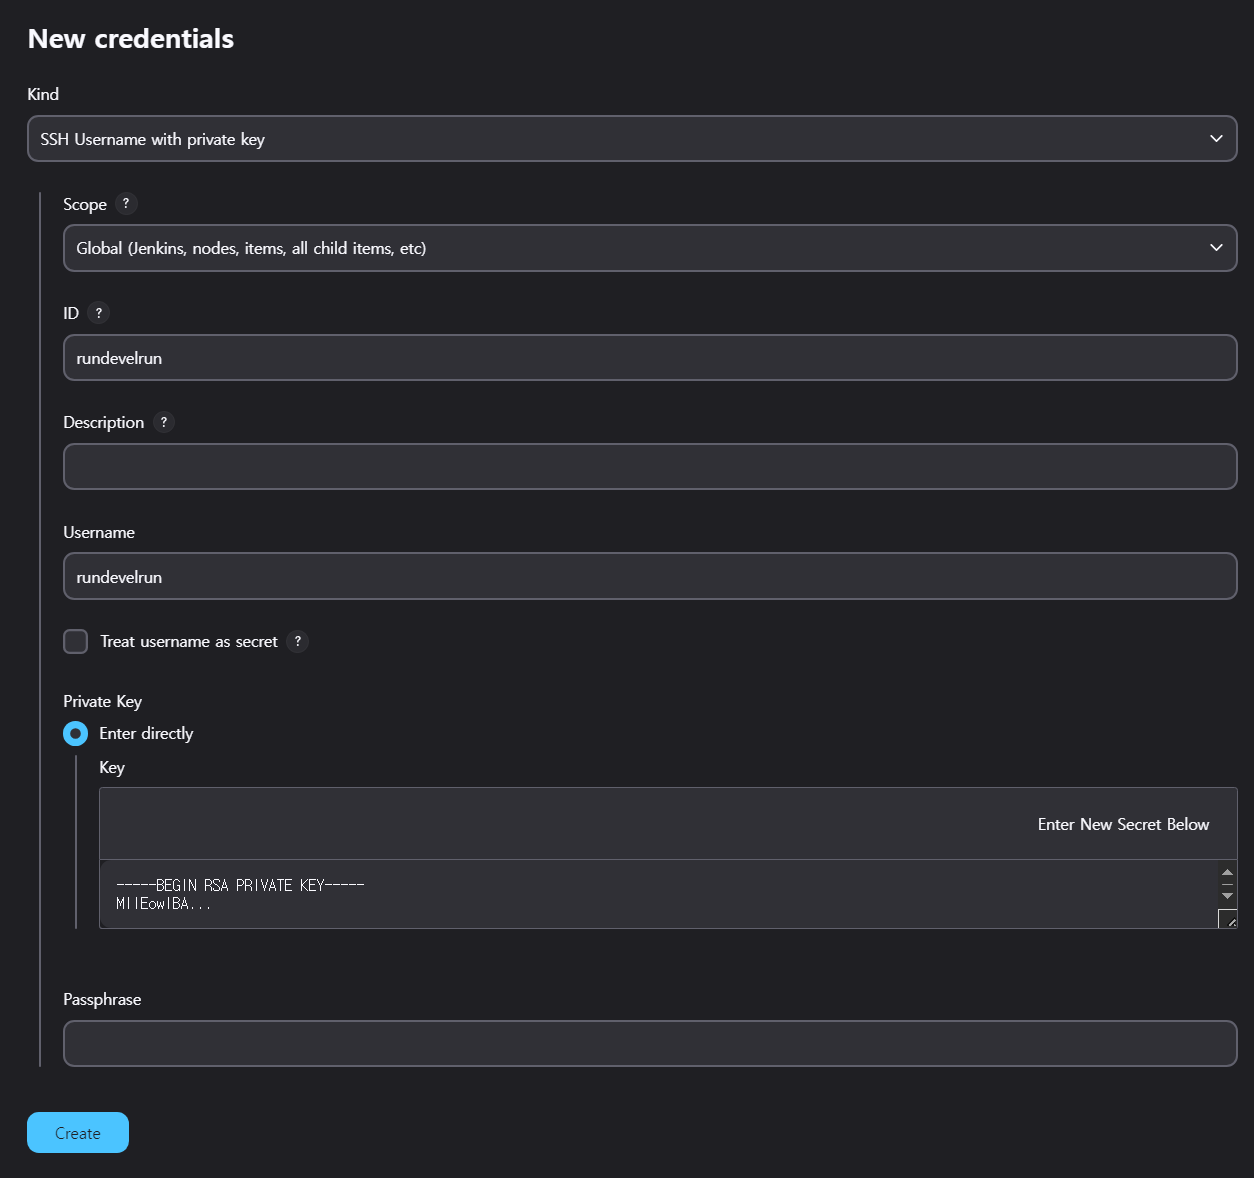 New credentials
Kind
SSH Username with private key
Scope ?
Global (Jenkins, nodes, items, all child items, etc)
ID ?
rundevelrun
Description ?
Username
rundevelrun
Treat username as secret ?
Private Key
Enter directly
Key
Enter New Secret Below
-----BEGIN RSA PRIVATE KEY-----
MIIEowIBA...
Passphrase
Create